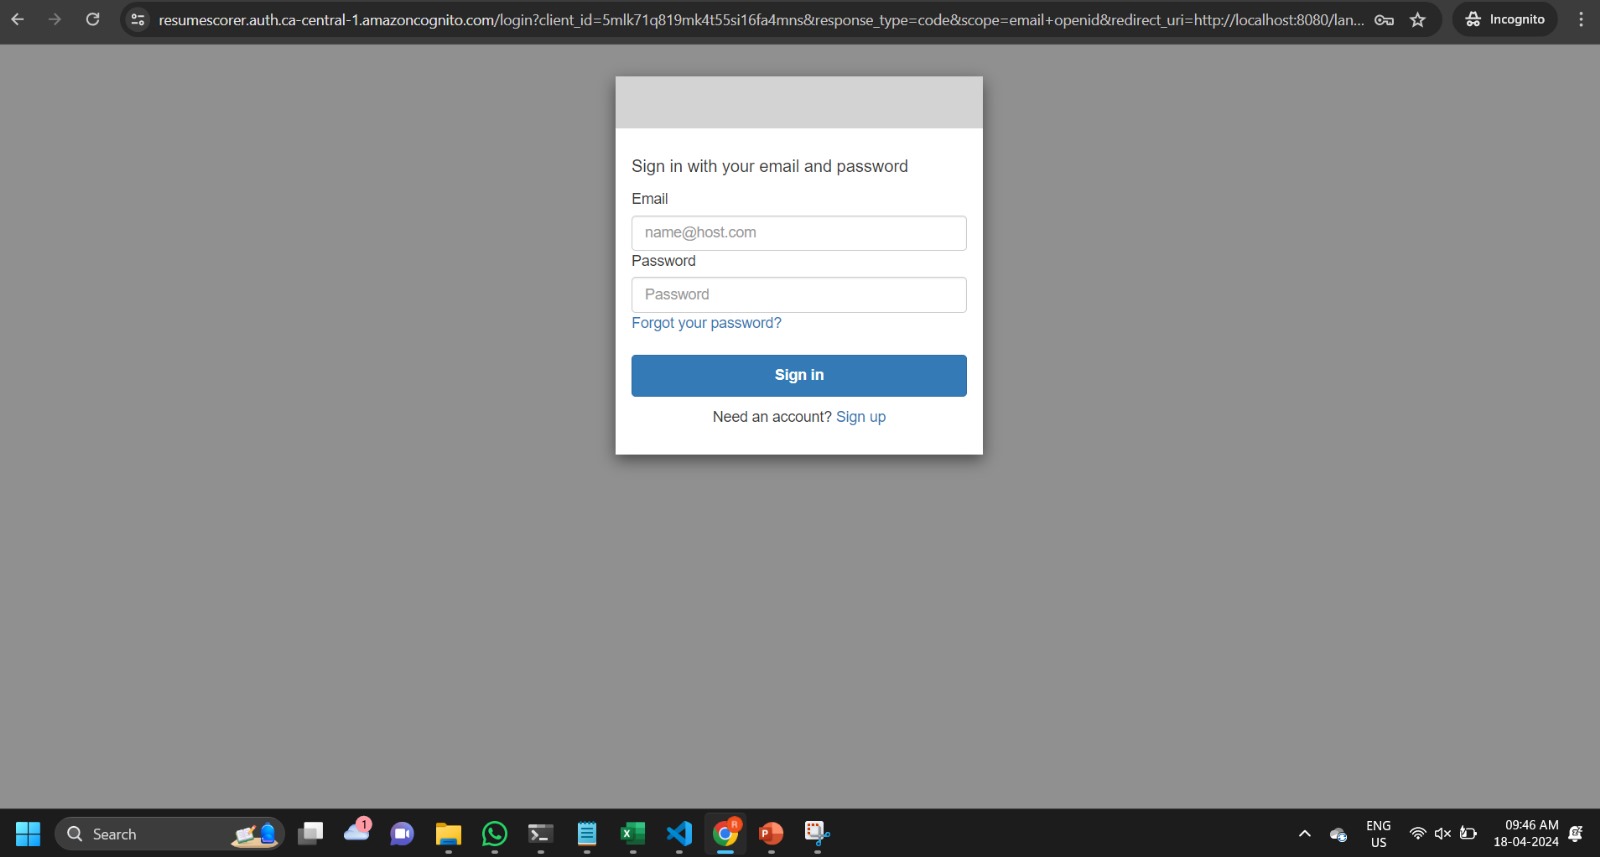 resumescorer.auth.ca-central-1.amazoncognito.com/login?client_id=5mlk71q819mk4t55si16fa4mns&response_type=code&scope=email+openid&redirect_uri=http://localhost:8080/lan...
Incognito
Sign in with your email and password
Email
name@host.com
Password
Password
Forgot your password?
Sign in
Need an account? Sign up
Search
1
R
ENG
US
09:46 AM
18-04-2024